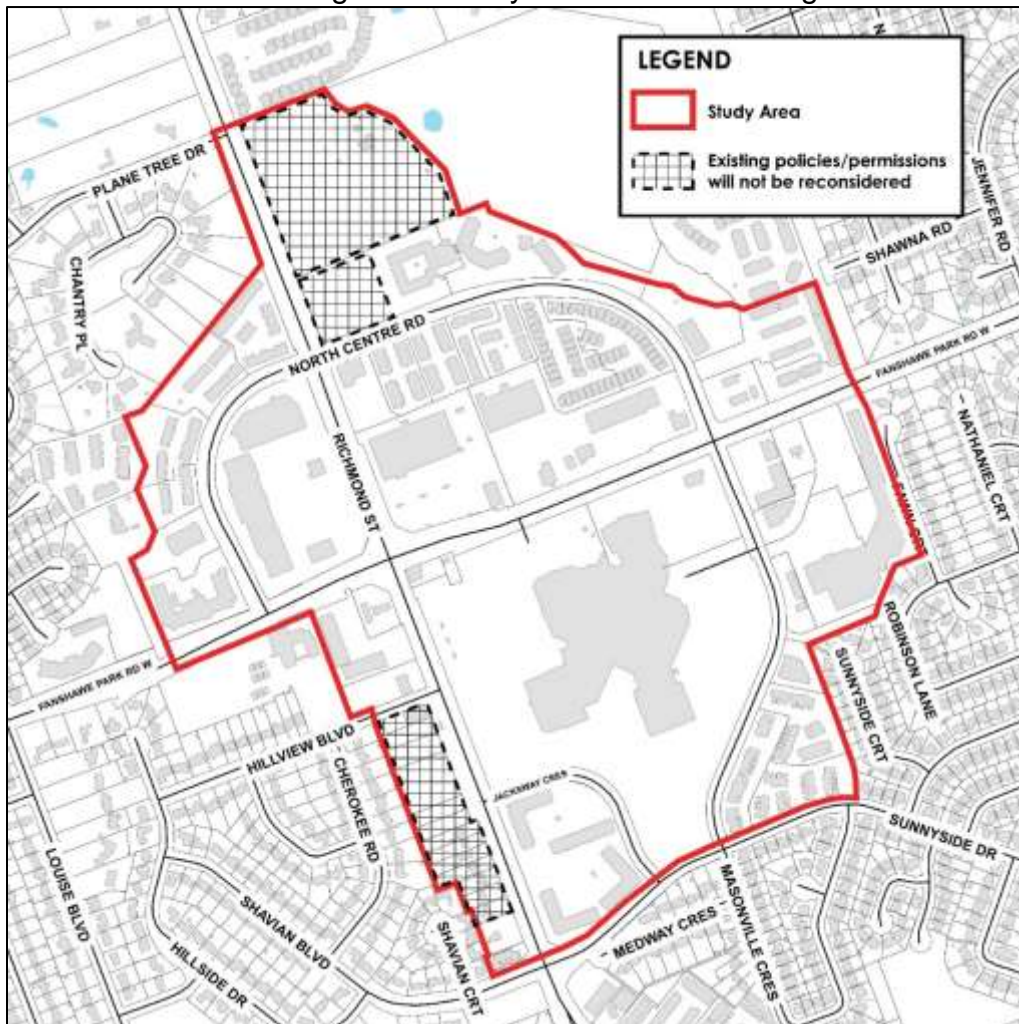 LEGEND
Study Area
Existing policies/permissions
will not be reconsidered
PLANE TREE DR
JENNIFER RD
SHAWNA RD
CHANTRY PL
NORTH CENTRE RD
FANSHAWE PARK RD W
NATHANIEL CRT
RICHMOND ST
FAWN CRT
ROBINSON LANE
SUNNYSIDE CRT
FANSHAWE PARK RD W
HILLVIEW BLVD
CHEROKEE RD
JACKSWAY CRES
SUNNYSIDE DR
LOUISE BLVD
SHAVIAN BLVD
MASONVILLE CRES
MEDWAY CRES
SHAVIAN CRT
HILLSIDE DR